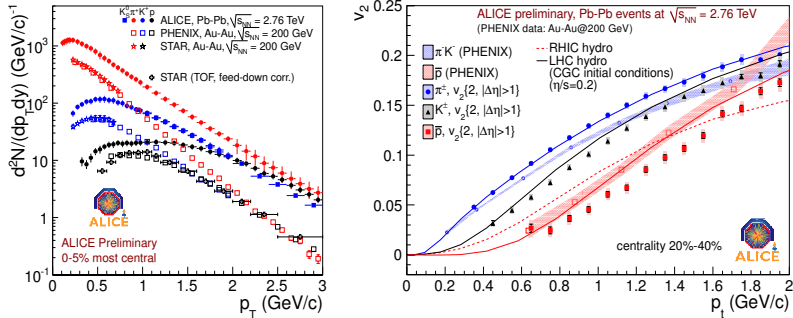 K⁰ₛ π⁺ K⁺ p
ALICE, Pb-Pb, √sNN = 2.76 TeV
PHENIX, Au-Au, √sNN = 200 GeV
STAR, Au-Au, √sNN = 200 GeV
STAR (TOF, feed-down corr.)
d²N/(dpTdy) (GeV/c)⁻¹
10³
10²
10
1
10⁻¹
ALICE
ALICE Preliminary
0-5% most central
0 0.5 1 1.5 2 2.5 3
pT (GeV/c)
v₂
ALICE preliminary, Pb-Pb events at √sNN = 2.76 TeV
(PHENIX data: Au-Au@200 GeV)
π⁻K⁻ (PHENIX)
p̅ (PHENIX)
π±, v₂{2, |Δη|>1}
K±, v₂{2, |Δη|>1}
p̅, v₂{2, |Δη|>1}
RHIC hydro
LHC hydro
(CGC initial conditions)
(η/s=0.2)
0.25
0.2
0.15
0.1
0.05
0
centrality 20%-40%
ALICE
0 0.2 0.4 0.6 0.8 1 1.2 1.4 1.6 1.8 2
pt (GeV/c)